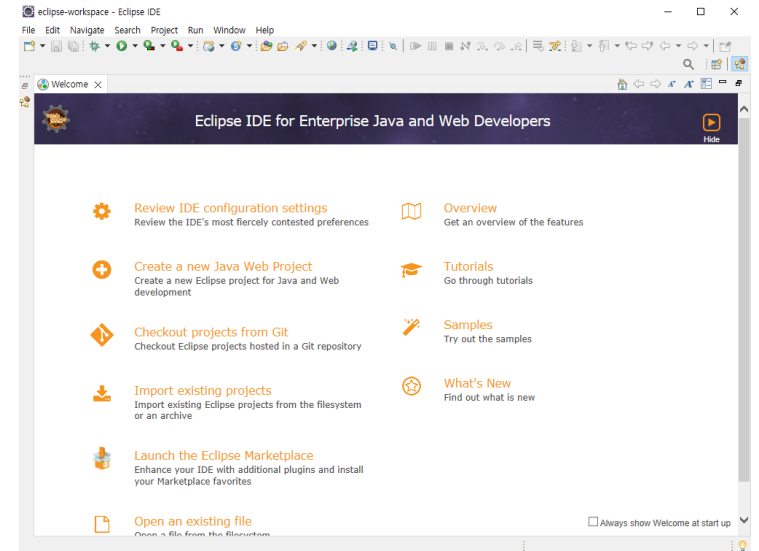 eclipse-workspace - Eclipse IDE
File Edit Navigate Search Project Run Window Help
Welcome
Eclipse IDE for Enterprise Java and Web Developers
Hide
Review IDE configuration settings
Review the IDE's most fiercely contested preferences
Create a new Java Web Project
Create a new Eclipse project for Java and Web
development
Checkout projects from Git
Checkout Eclipse projects hosted in a Git repository
Import existing projects
Import existing Eclipse projects from the filesystem
or an archive
Launch the Eclipse Marketplace
Enhance your IDE with additional plugins and install
your Marketplace favorites
Open an existing file
Open a file from the filesystem
Overview
Get an overview of the features
Tutorials
Go through tutorials
Samples
Try out the samples
What's New
Find out what is new
Always show Welcome at start up